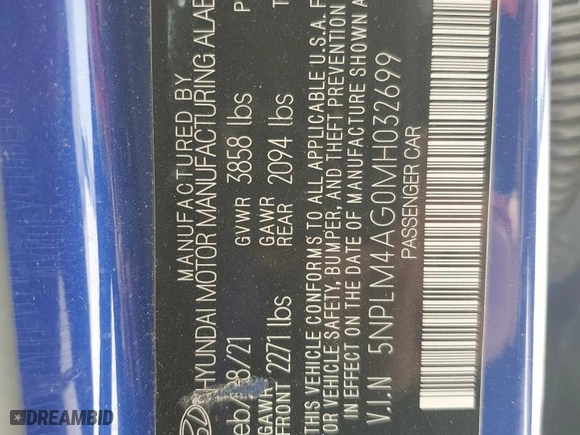 MANUFACTURED BY
HYUNDAI MOTOR MANUFACTURING
eb/ 8/21
GVWR 3858 lbs
GAWR FRONT 2271 lbs
GAWR REAR 2094 lbs
THIS VEHICLE CONFORMS TO ALL APPLICABLE U.S.A.
VEHICLE SAFETY, BUMPER, AND THEFT PREVENTION
IN EFFECT ON THE DATE OF MANUFACTURE SHOWN
V.I.N 5NPLM4AG0MH032699
PASSENGER CAR
DREAMBID